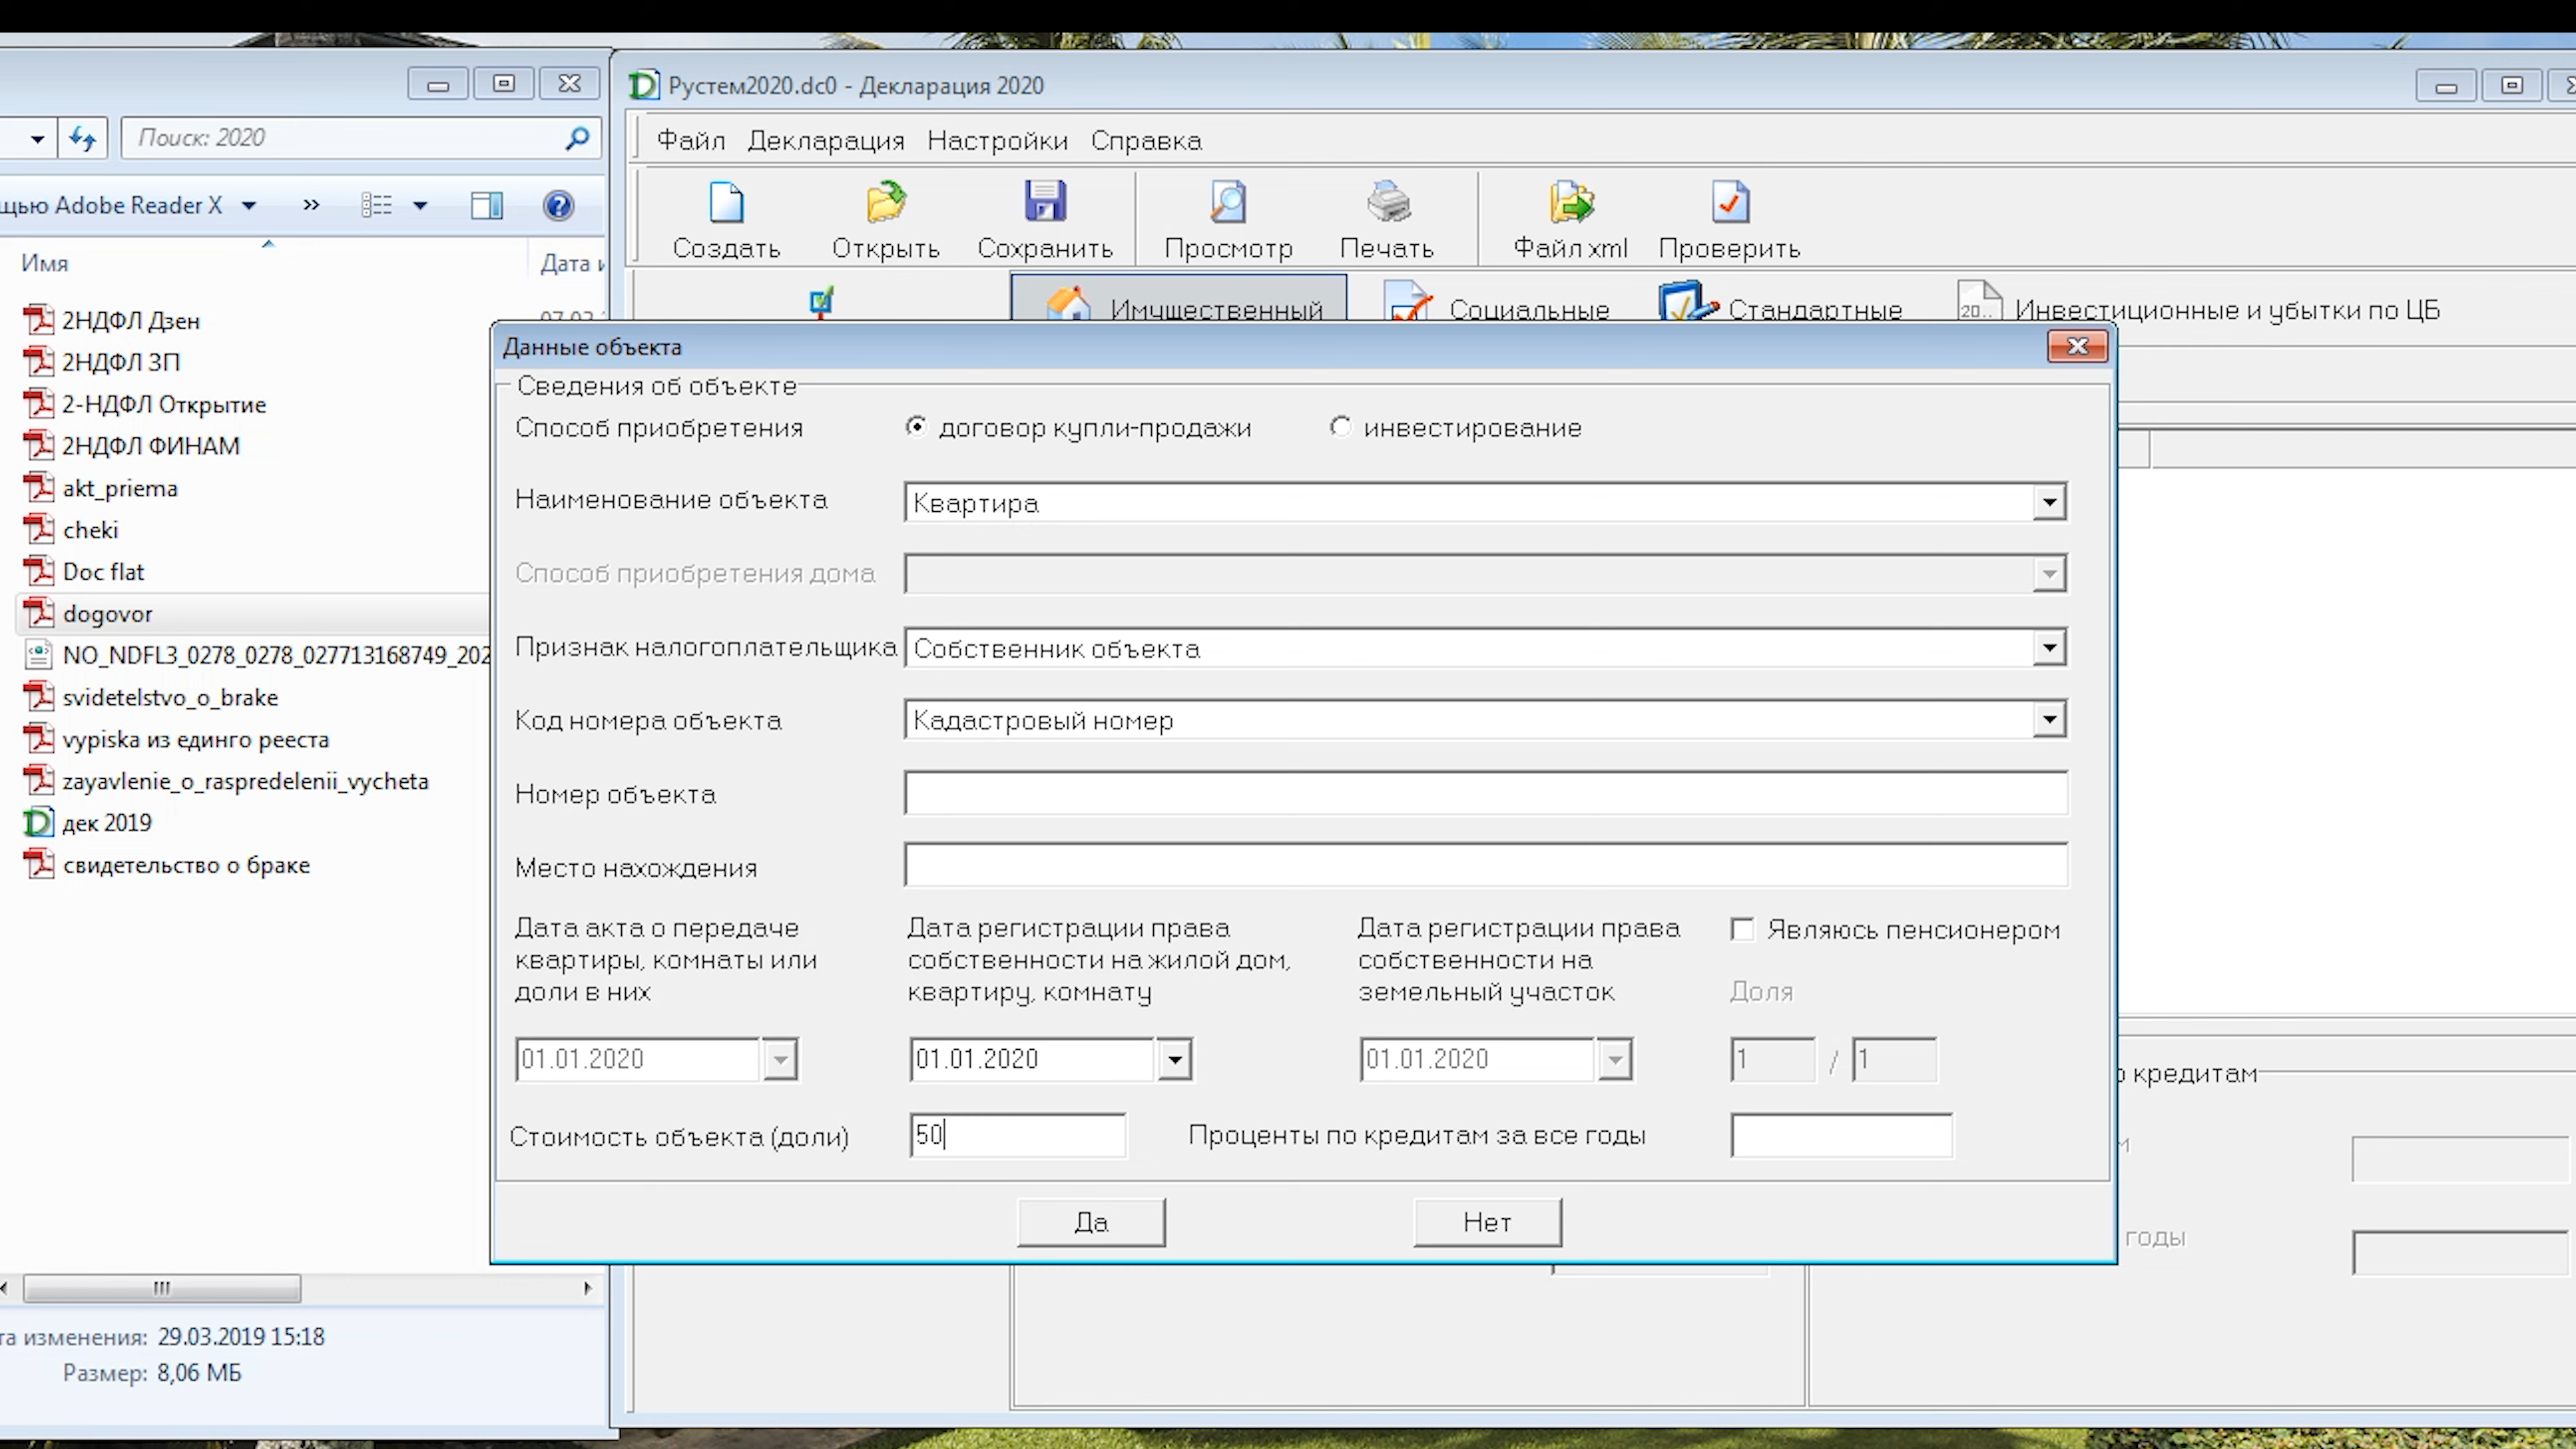 Поиск: 2020
щью Adobe Reader X
»
Имя
Дата и
2НДФЛ Дзен
2НДФЛ ЗП
2-НДФЛ Открытие
2НДФЛ ФИНАМ
akt_priema
cheki
Doc flat
dogovor
NO_NDFL3_0278_0278_027713168749_202
svidetelstvo_o_brake
vypiska из единго рееста
zayavlenie_o_raspredelenii_vycheta
дек 2019
свидетельство о браке
та изменения: 29.03.2019 15:18
Размер: 8,06 МБ
Рустем2020.dc0 - Декларация 2020
Файл Декларация Настройки Справка
Создать Открыть Сохранить Просмотр Печать Файл xml Проверить
Имущественный Социальные Стандартные Инвестиционные и убытки по ЦБ
Данные объекта
Сведения об объекте
Способ приобретения договор купли-продажи инвестирование
Наименование объекта Квартира
Способ приобретения дома
Признак налогоплательщика Собственник объекта
Код номера объекта Кадастровый номер
Номер объекта
Место нахождения
Дата акта о передаче
квартиры, комнаты или
доли в них
Дата регистрации права
собственности на жилой дом,
квартиру, комнату
Дата регистрации права
собственности на
земельный участок
Являюсь пенсионером
Доля
01.01.2020 01.01.2020 01.01.2020 1 / 1
Стоимость объекта (доли) 50 Проценты по кредитам за все годы
Да Нет
о кредитам
годы